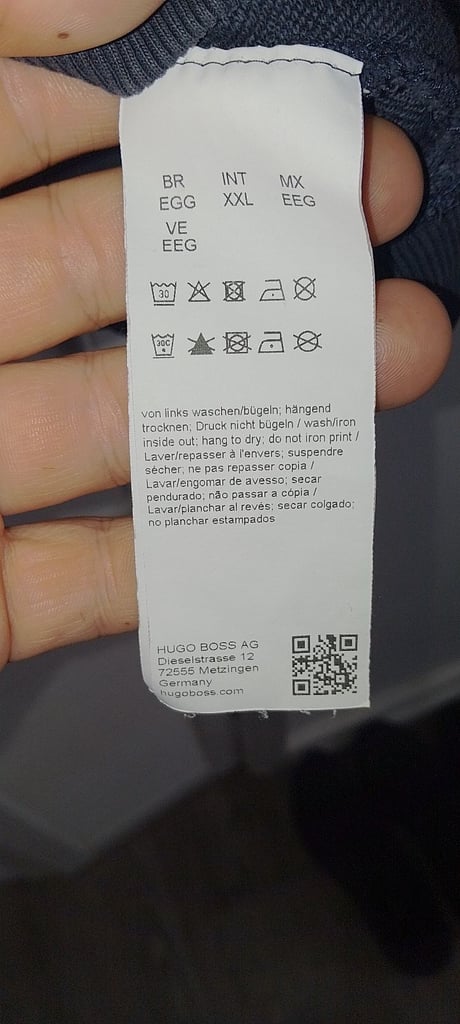 BR INT MX
EGG XXL EEG
VE
EEG
30
30C
von links waschen/bügeln; hängend
trocknen; Druck nicht bügeln / wash/iron
inside out; hang to dry; do not iron print /
Laver/repasser à l'envers; suspendre
sécher; ne pas repasser copia /
Lavar/engomar de avesso; secar
pendurado; não passar a cópia /
Lavar/planchar al revés; secar colgado;
no planchar estampados
HUGO BOSS AG
Dieselstrasse 12
72555 Metzingen
Germany
hugoboss.com